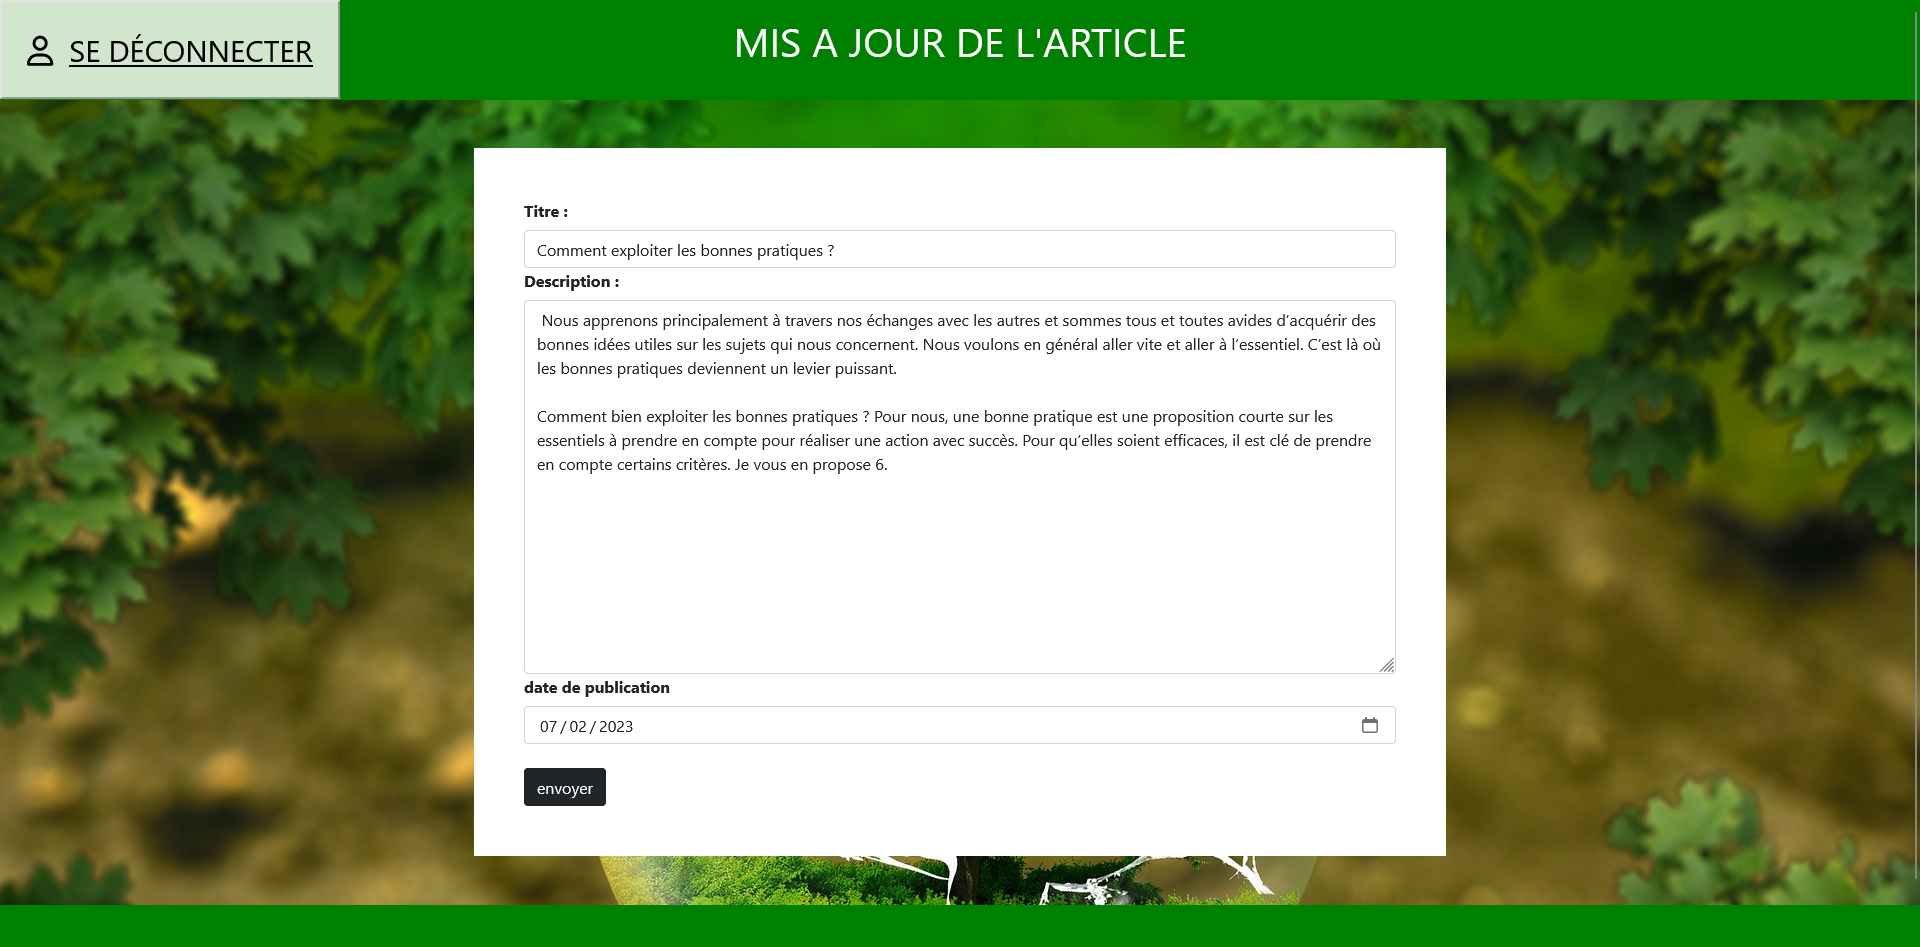 SE DÉCONNECTER
MIS A JOUR DE L'ARTICLE
Titre :
Comment exploiter les bonnes pratiques ?
Description :
Nous apprenons principalement à travers nos échanges avec les autres et sommes tous et toutes avides d’acquérir des
bonnes idées utiles sur les sujets qui nous concernent. Nous voulons en général aller vite et aller à l’essentiel. C’est là où
les bonnes pratiques deviennent un levier puissant.
Comment bien exploiter les bonnes pratiques ? Pour nous, une bonne pratique est une proposition courte sur les
essentiels à prendre en compte pour réaliser une action avec succès. Pour qu’elles soient efficaces, il est clé de prendre
en compte certains critères. Je vous en propose 6.
date de publication
07/02/2023
envoyer